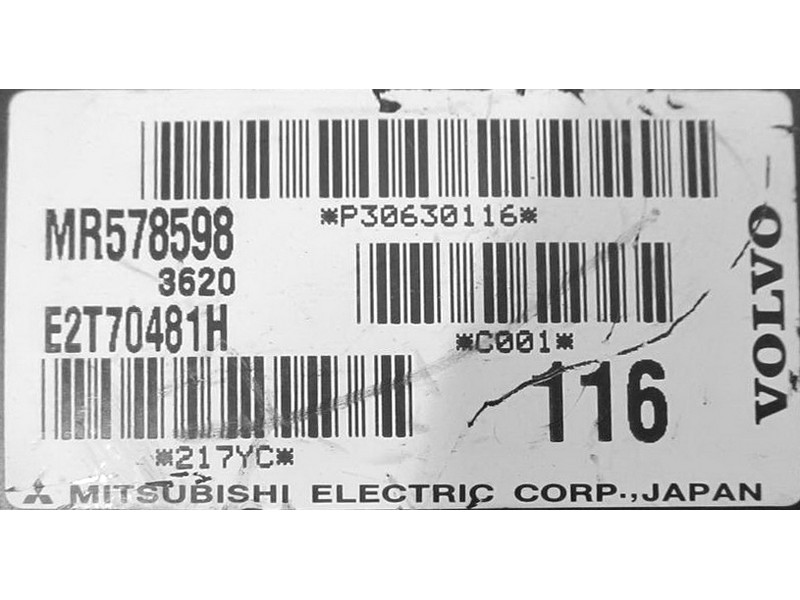 *P30630116*
MR578598
3620
*C001*
E2T70481H
116
*217YC*
VOLVO
MITSUBISHI ELECTRIC CORP.,JAPAN